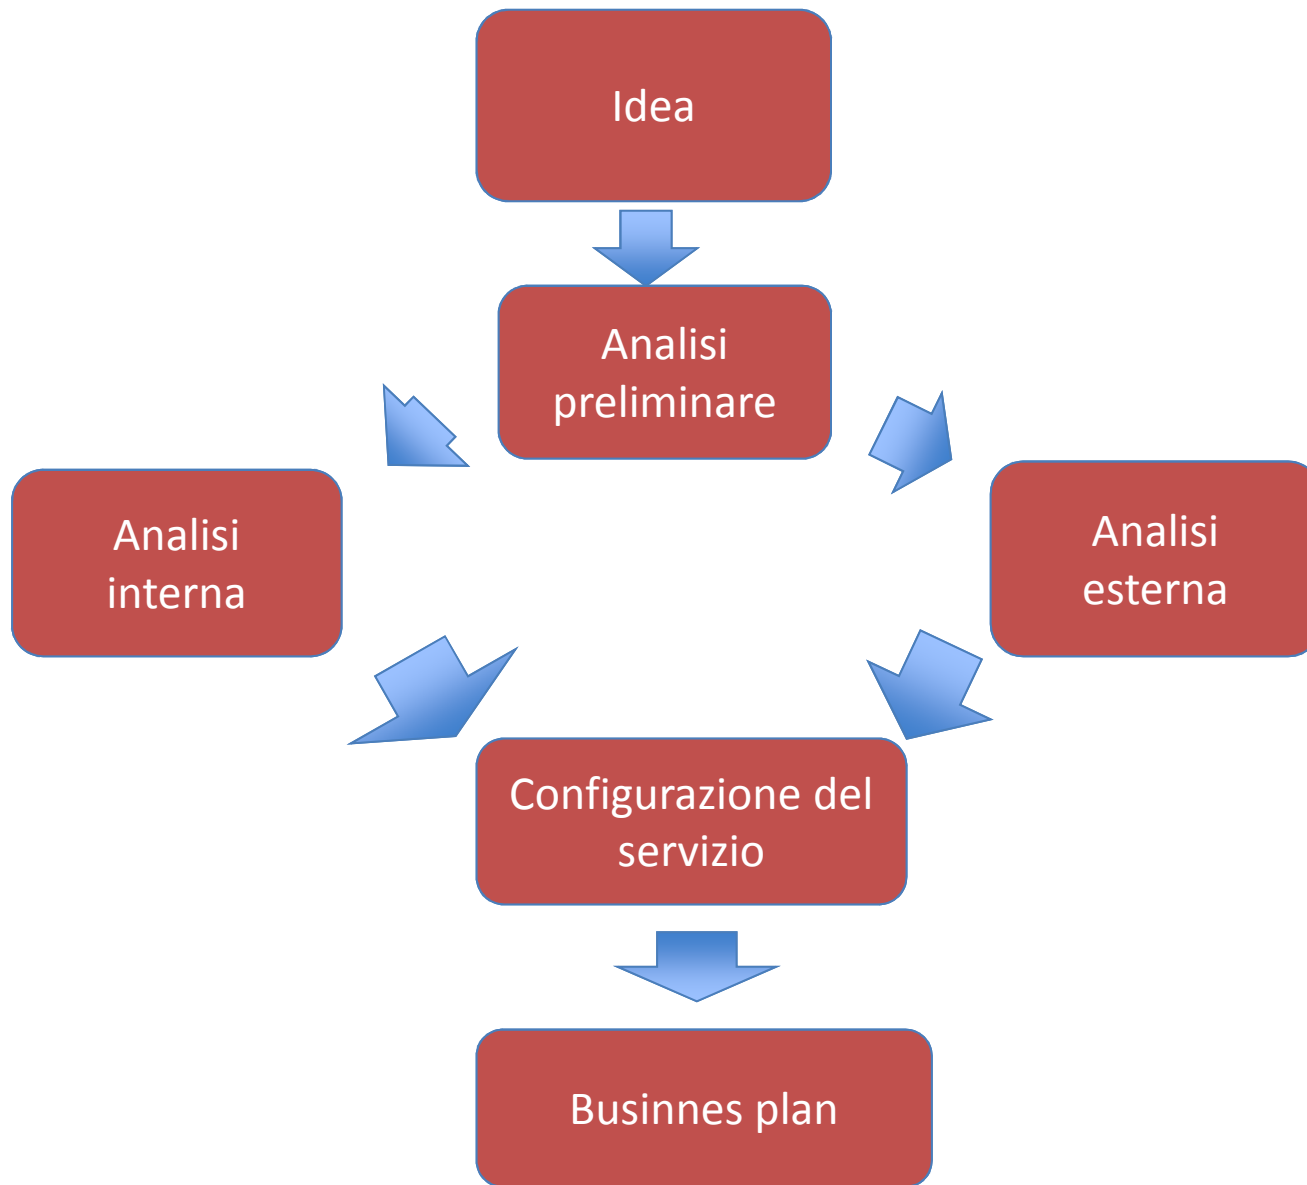 Idea
Analisi
preliminare
Analisi
interna
Analisi
esterna
Configurazione del
servizio
Businnes plan